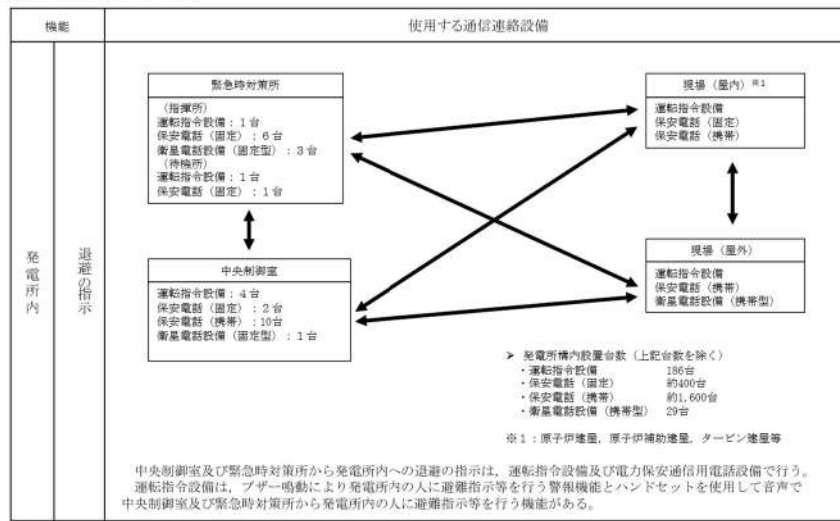 機能
使用する通信連絡設備
発電所内
退避の指示
緊急時対策所
（指揮所）
運転指令設備：1台
保安電話（固定）：6台
衛星電話設備（固定型）：3台
（待機所）
運転指令設備：1台
保安電話（固定）：1台
現場（屋内）※1
運転指令設備
保安電話（固定）
保安電話（携帯）
中央制御室
運転指令設備：4台
保安電話（固定）：2台
保安電話（携帯）：10台
衛星電話設備（固定型）：1台
現場（屋外）
運転指令設備
保安電話（携帯）
衛星電話設備（携帯型）
➤ 発電所構内設置台数（上記台数を除く）
・運転指令設備 186台
・保安電話（固定） 約400台
・保安電話（携帯） 約1,600台
・衛星電話設備（携帯型） 29台
※1：原子炉建屋，原子炉補助建屋，タービン建屋等
中央制御室及び緊急時対策所から発電所内への退避の指示は，運転指令設備及び電力保安通信用電話設備で行う。
運転指令設備は，ブザー鳴動により発電所内の人に避難指示等を行う警報機能とハンドセットを使用して音声で
中央制御室及び緊急時対策所から発電所内の人に避難指示等を行う機能がある。